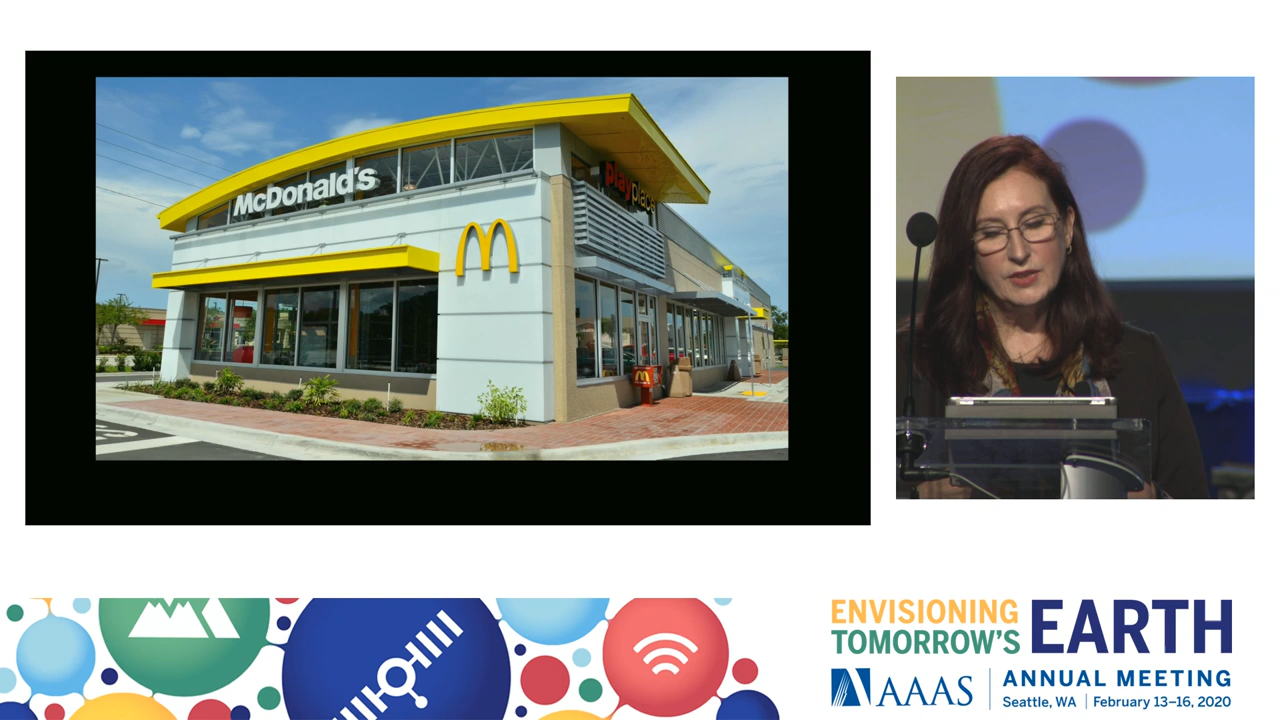 McDonald's
playplace
ENVISIONING
TOMORROW'S
EARTH
AAAS
ANNUAL MEETING
Seattle, WA | February 13–16, 2020